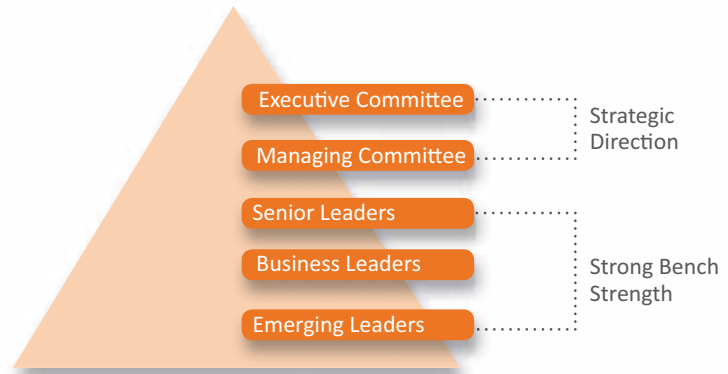 Executive Committee
Managing Committee
Strategic
Direction
Senior Leaders
Business Leaders
Emerging Leaders
Strong Bench
Strength